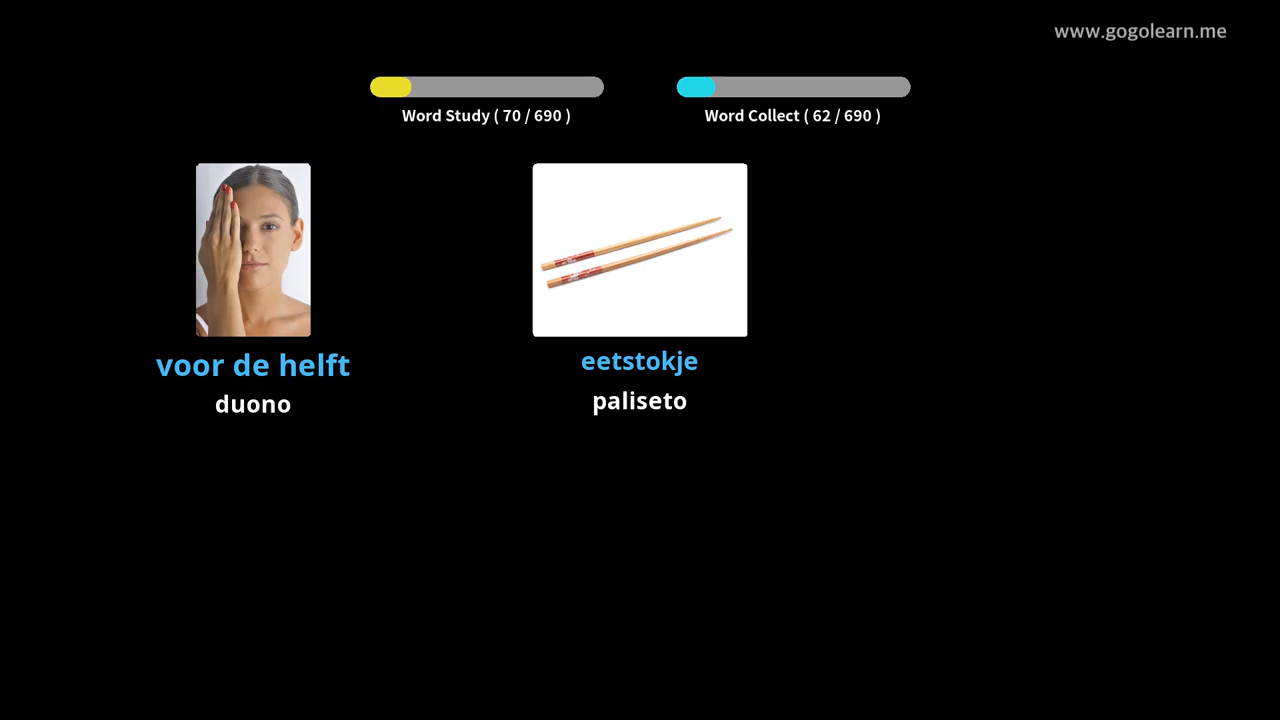 www.gogolearn.me
Word Study ( 70 / 690 )
Word Collect ( 62 / 690 )
voor de helft
duono
eetstokje
paliseto